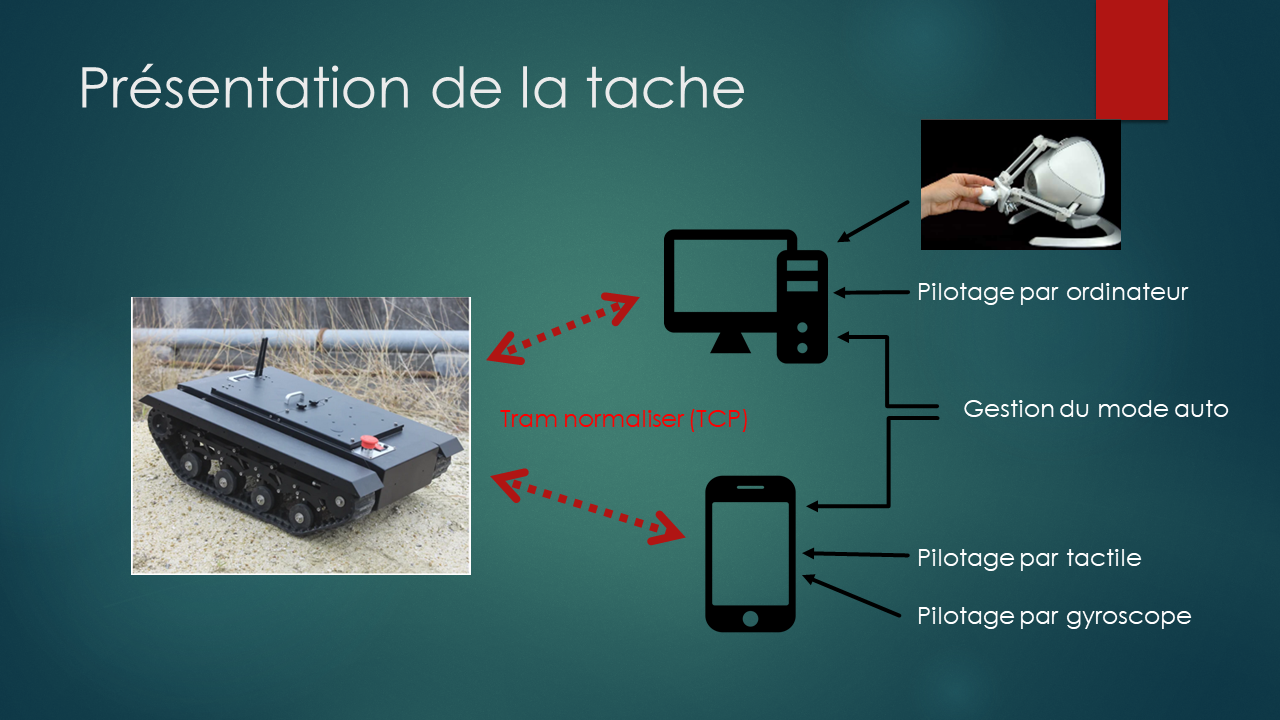 Présentation de la tache
Pilotage par ordinateur
Gestion du mode auto
Tram normaliser (TCP)
Pilotage par tactile
Pilotage par gyroscope